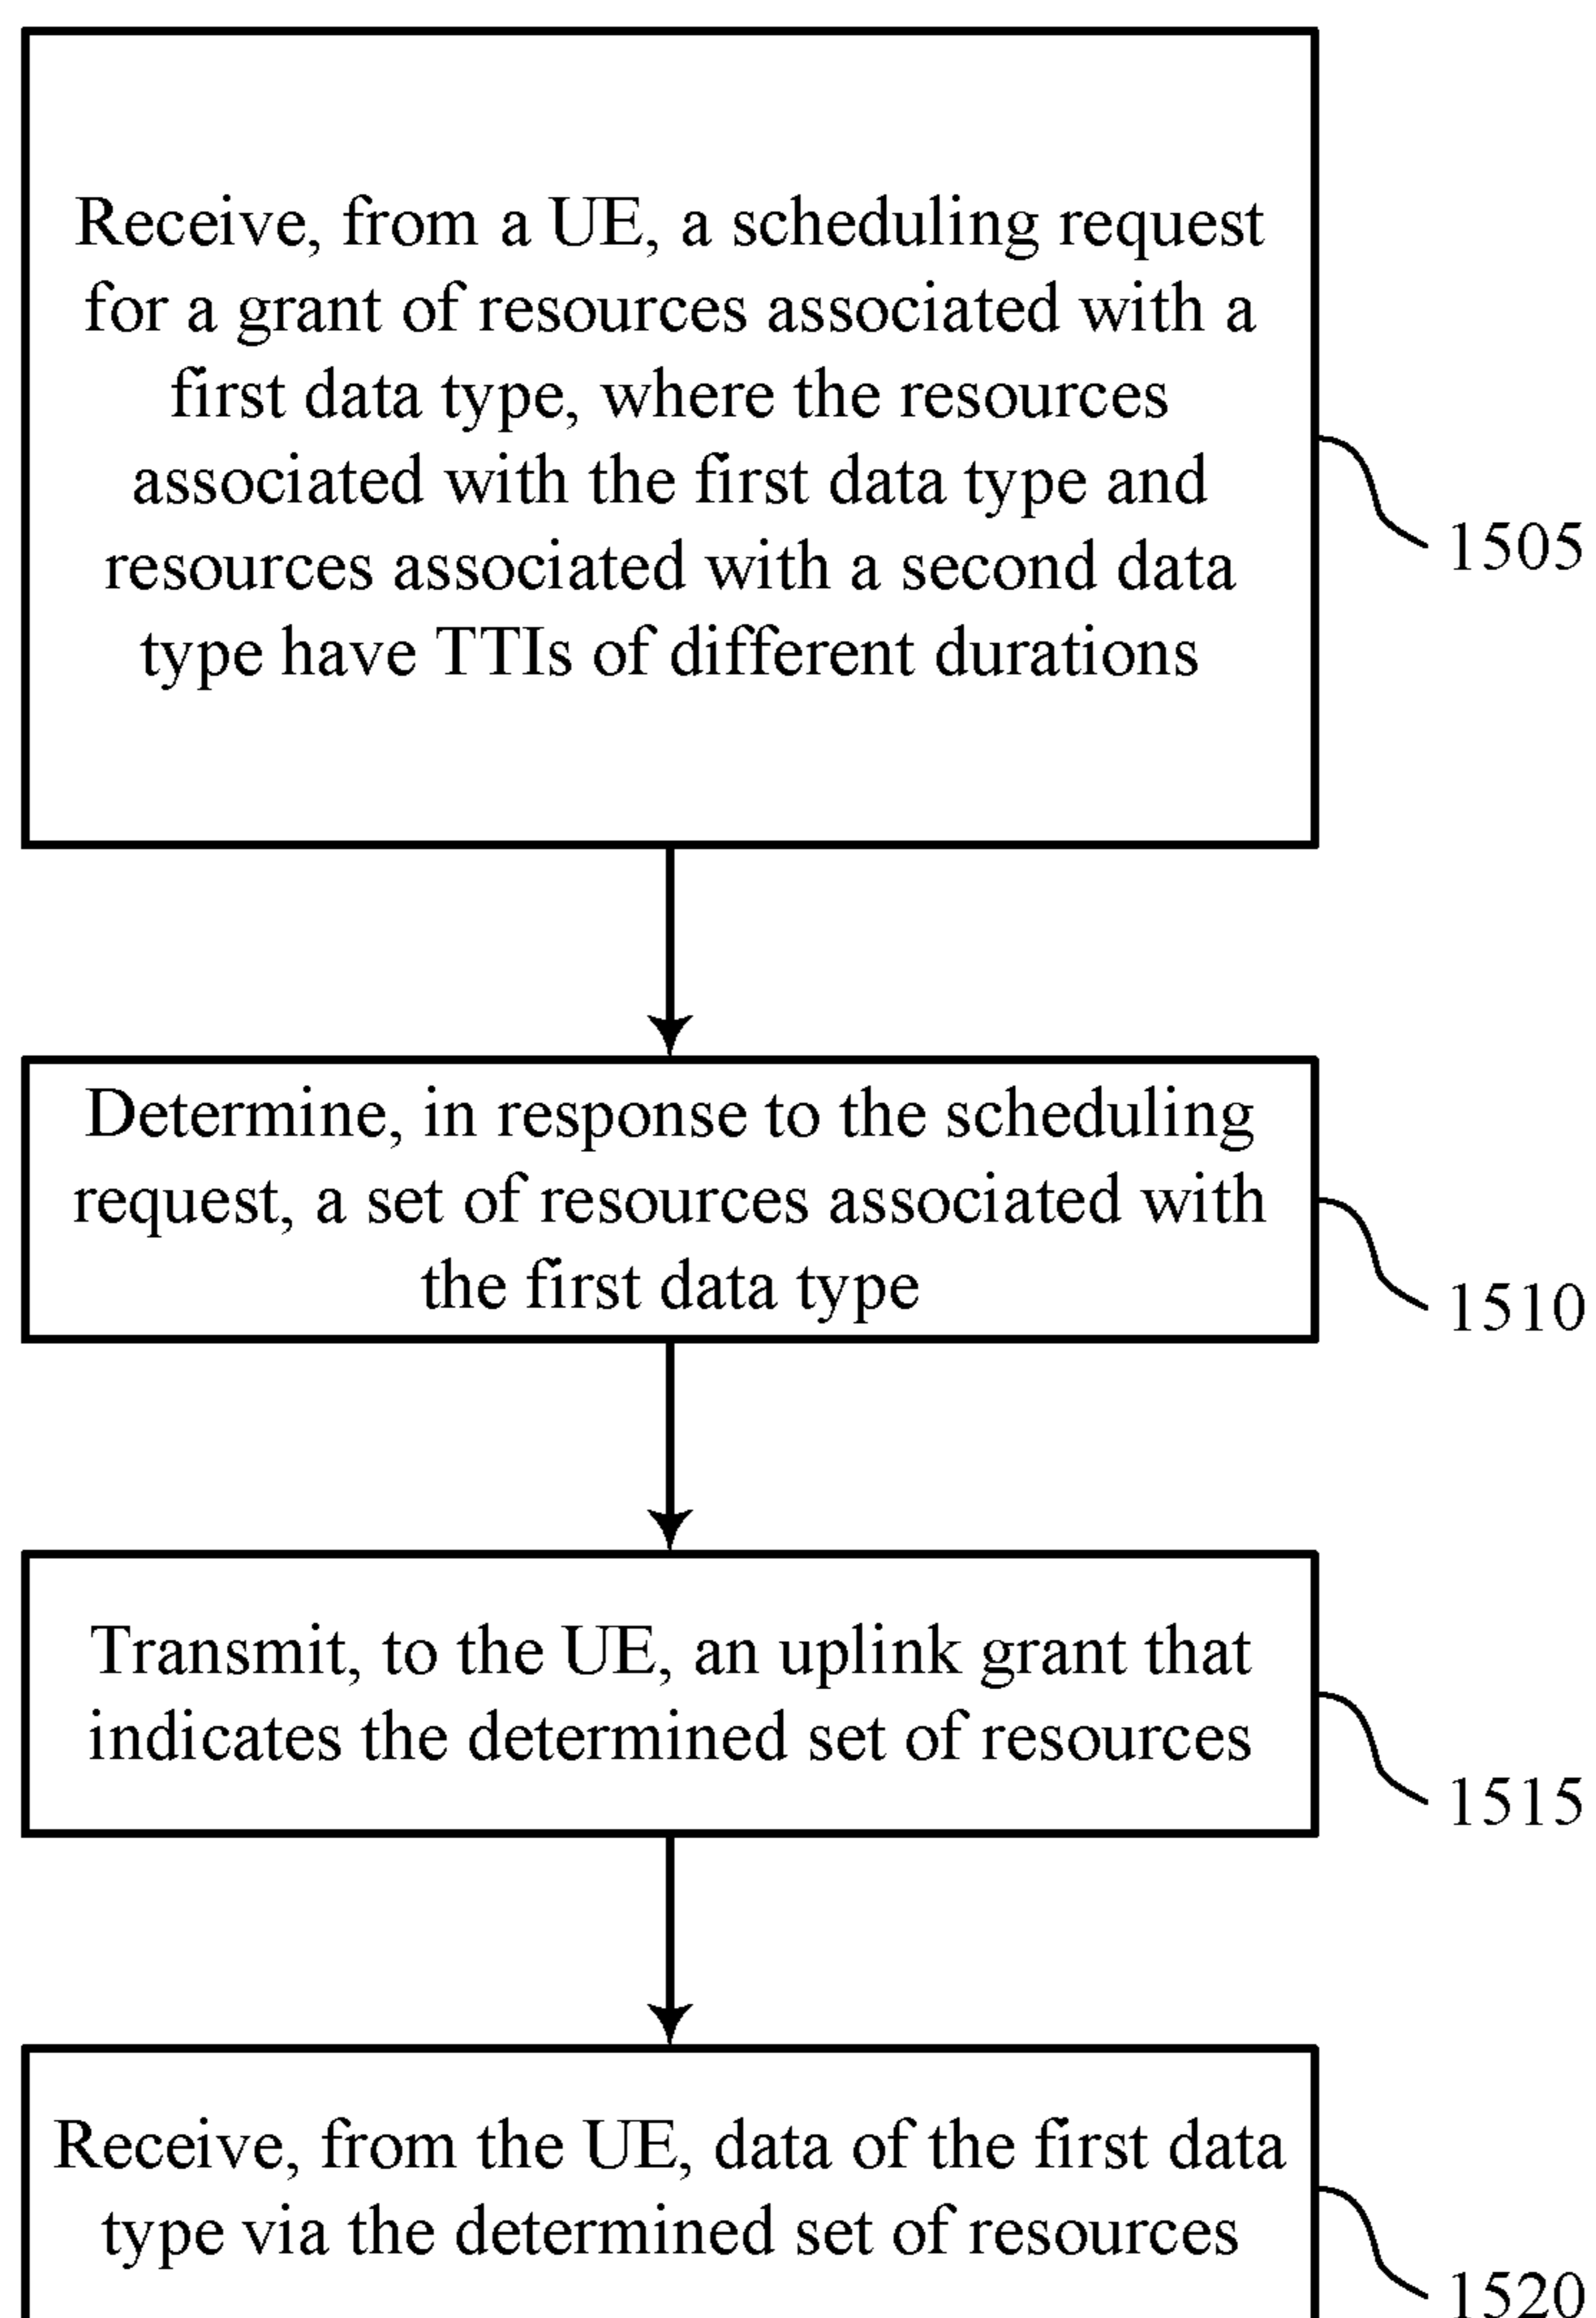 Receive, from a UE, a scheduling request
for a grant of resources associated with a
first data type, where the resources
associated with the first data type and
resources associated with a second data
type have TTIs of different durations
1505
Determine, in response to the scheduling
request, a set of resources associated with
the first data type
1510
Transmit, to the UE, an uplink grant that
indicates the determined set of resources
1515
Receive, from the UE, data of the first data
type via the determined set of resources
1520